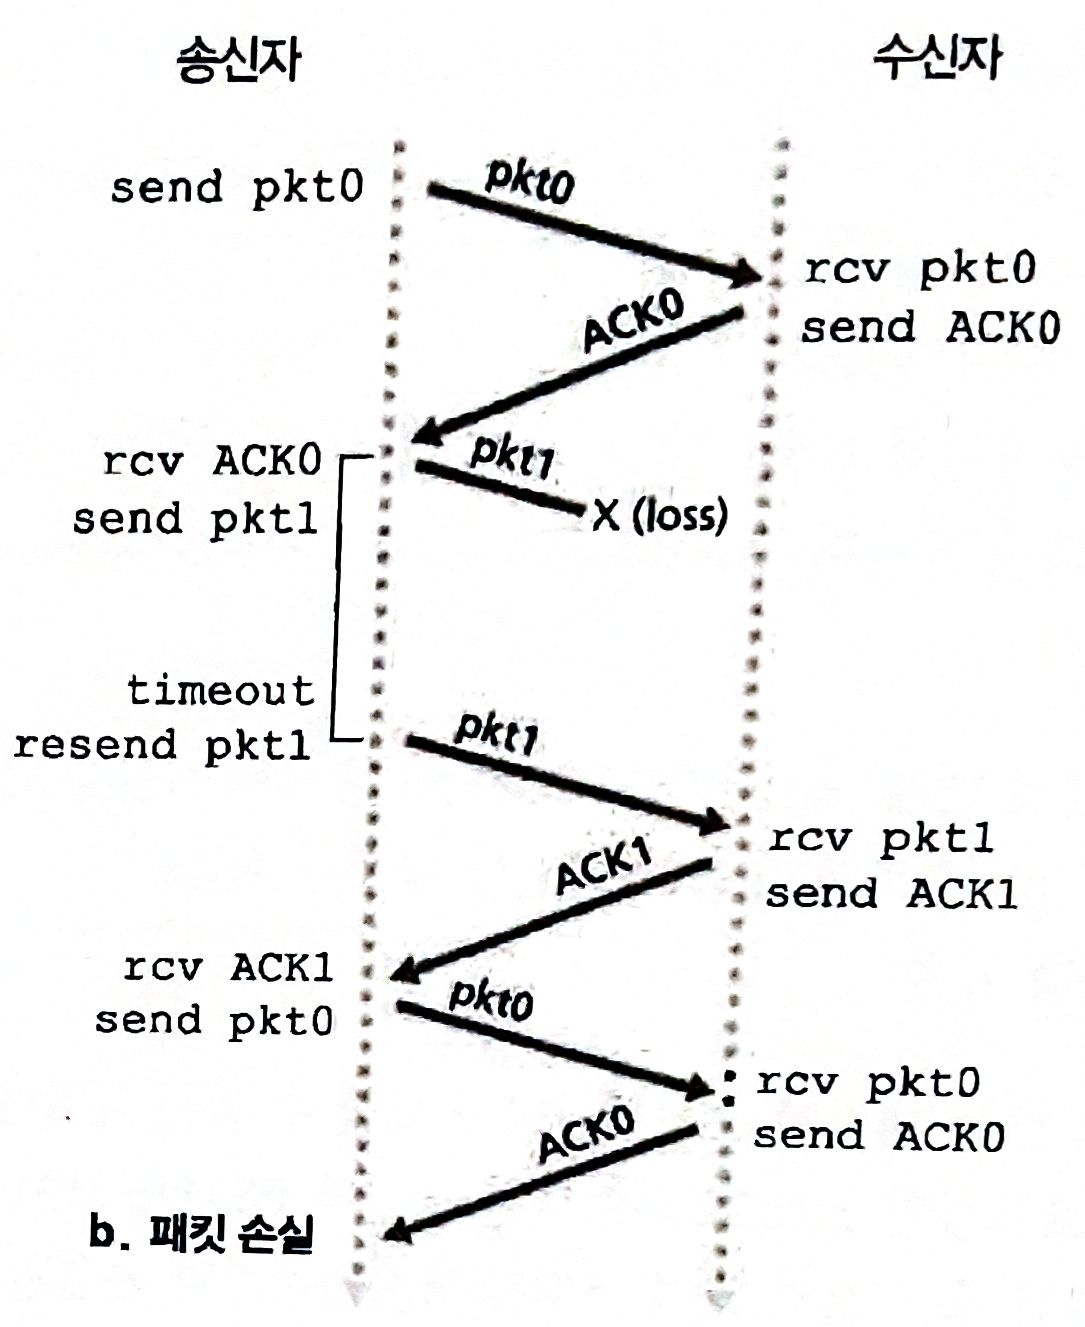 송신자
수신자
send pkt0
pkt0
rcv pkt0
send ACK0
ACK0
rcv ACK0
send pkt1
pkt1
X (loss)
timeout
resend pkt1
pkt1
rcv pkt1
send ACK1
ACK1
rcv ACK1
send pkt0
pkt0
rcv pkt0
send ACK0
ACK0
b. 패킷 손실